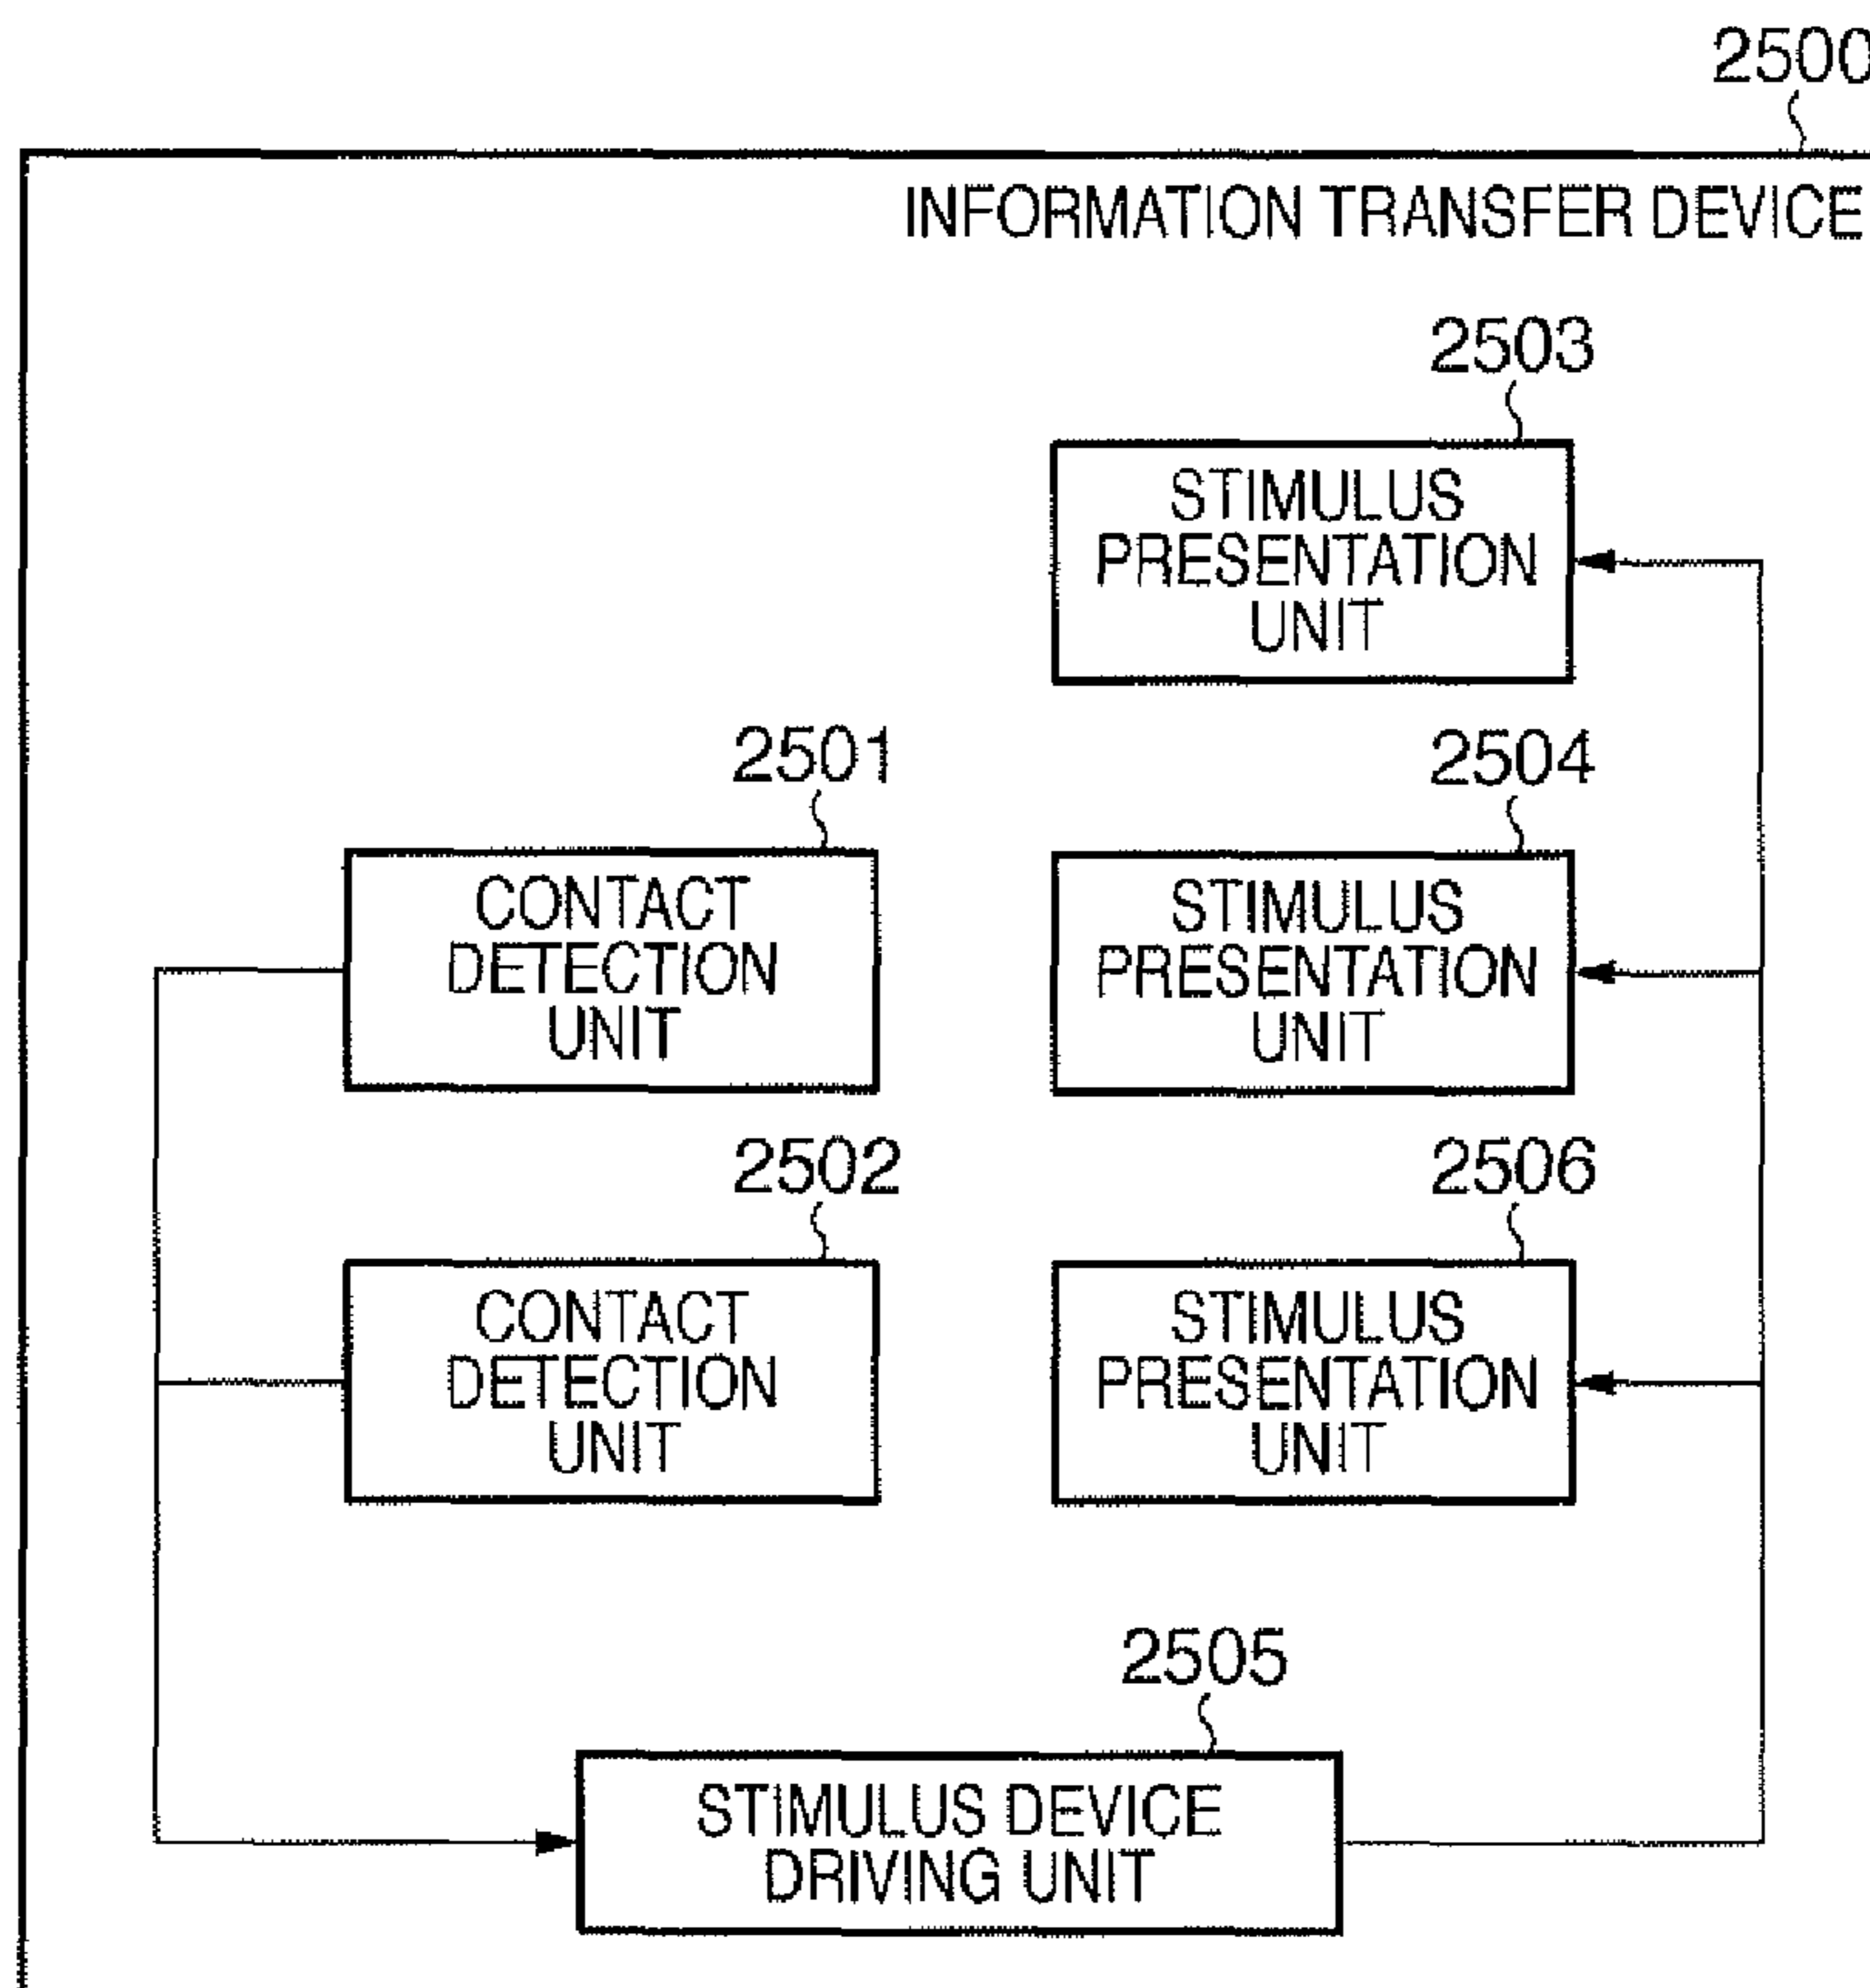 2500
INFORMATION TRANSFER DEVICE
2503
STIMULUS
PRESENTATION
UNIT
2501
CONTACT
DETECTION
UNIT
2504
STIMULUS
PRESENTATION
UNIT
2502
CONTACT
DETECTION
UNIT
2506
STIMULUS
PRESENTATION
UNIT
2505
STIMULUS DEVICE
DRIVING UNIT